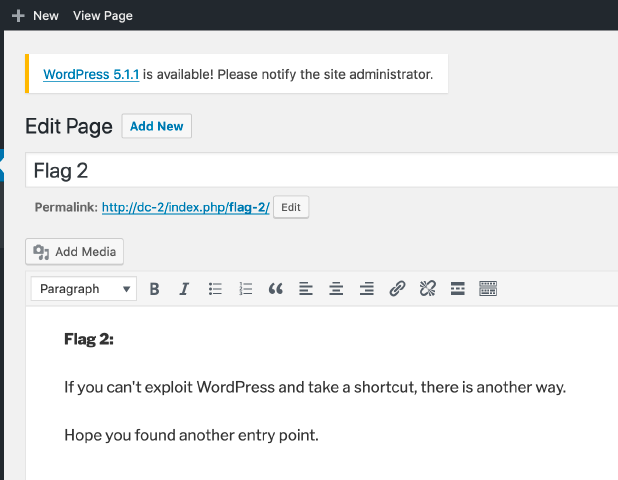 New View Page
WordPress 5.1.1 is available! Please notify the site administrator.
Edit Page Add New
Flag 2
Permalink: http://dc-2/index.php/flag-2/ Edit
Add Media
Paragraph B I
Flag 2:
If you can't exploit WordPress and take a shortcut, there is another way.
Hope you found another entry point.